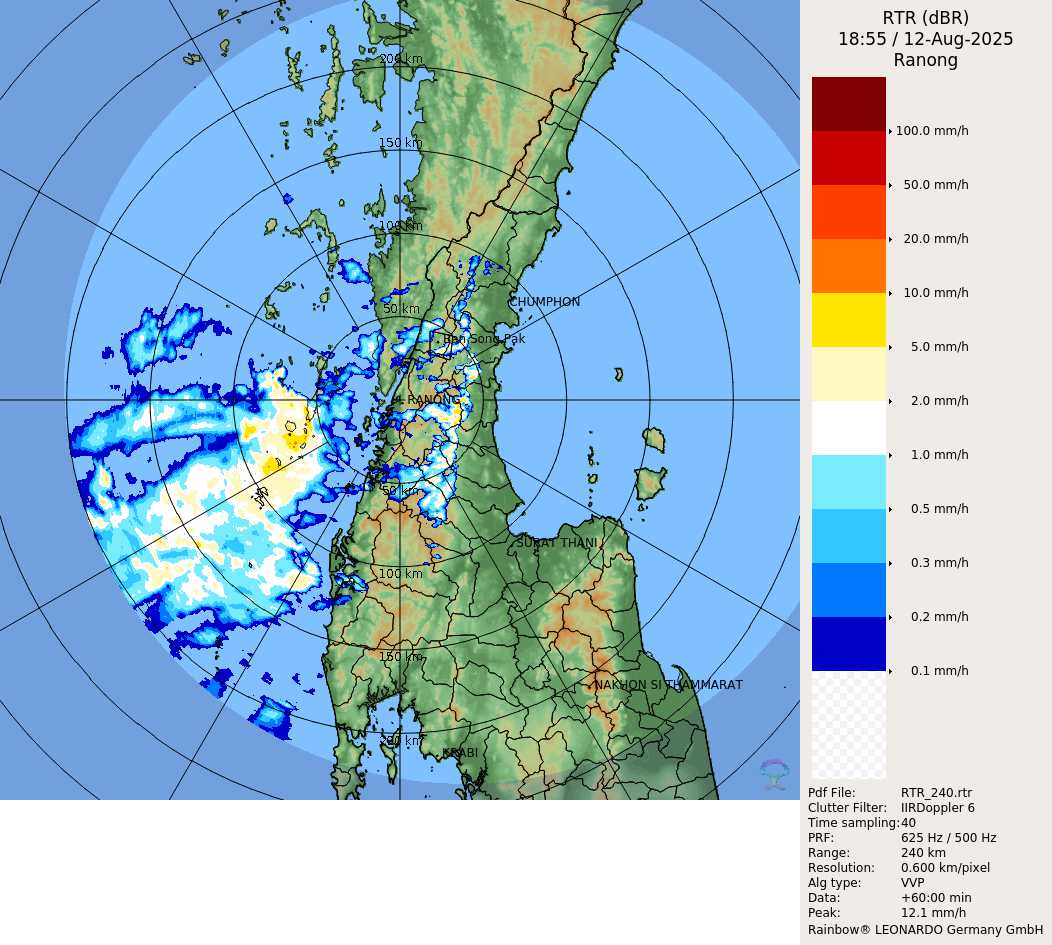 RTR (dBR)
18:55 / 12-Aug-2025
Ranong
100.0 mm/h
50.0 mm/h
20.0 mm/h
10.0 mm/h
5.0 mm/h
2.0 mm/h
1.0 mm/h
0.5 mm/h
0.3 mm/h
0.2 mm/h
0.1 mm/h
200 km
150 km
100 km
50 km
CHUMPHON
Ban Song Pak
RANONG
50 km
SURAT THANI
100 km
150 km
NAKHON SI THAMMARAT
200 km
KRABI
Pdf File: RTR_240.rtr
Clutter Filter: IIRDoppler 6
Time sampling: 40
PRF: 625 Hz / 500 Hz
Range: 240 km
Resolution: 0.600 km/pixel
Alg type: VVP
Data: +60:00 min
Peak: 12.1 mm/h
Rainbow® LEONARDO Germany GmbH